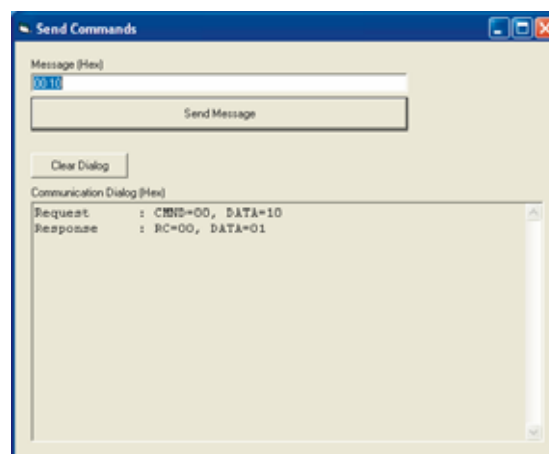 Send Commands
Message (Hex)
00:10
Send Message
Clear Dialog
Communication Dialog (Hex)
Request : CMND=00, DATA=10
Response : RC=00, DATA=01